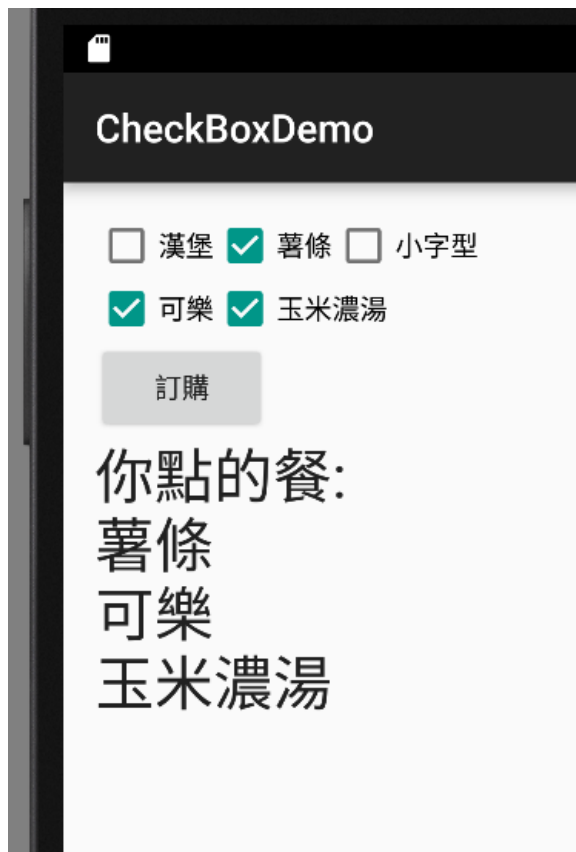 CheckBoxDemo
漢堡 薯條 小字型
可樂 玉米濃湯
訂購
你點的餐:
薯條
可樂
玉米濃湯